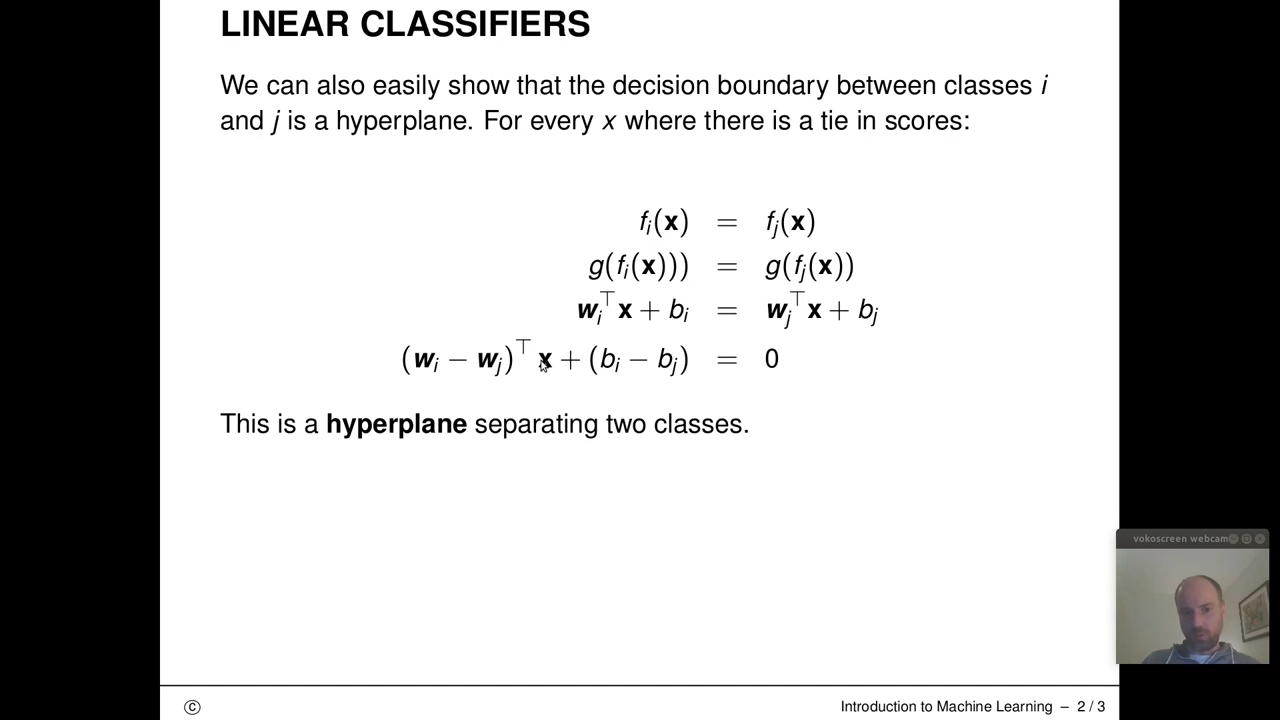 LINEAR CLASSIFIERS
We can also easily show that the decision boundary between classes i
and j is a hyperplane. For every x where there is a tie in scores:
fᵢ(x) = fⱼ(x)
g(fᵢ(x))) = g(fⱼ(x))
wᵢ⊤x + bᵢ = wⱼ⊤x + bⱼ
(wᵢ − wⱼ)⊤ x + (bᵢ − bⱼ) = 0
This is a hyperplane separating two classes.
vokoscreen webcam
© Introduction to Machine Learning – 2 / 3